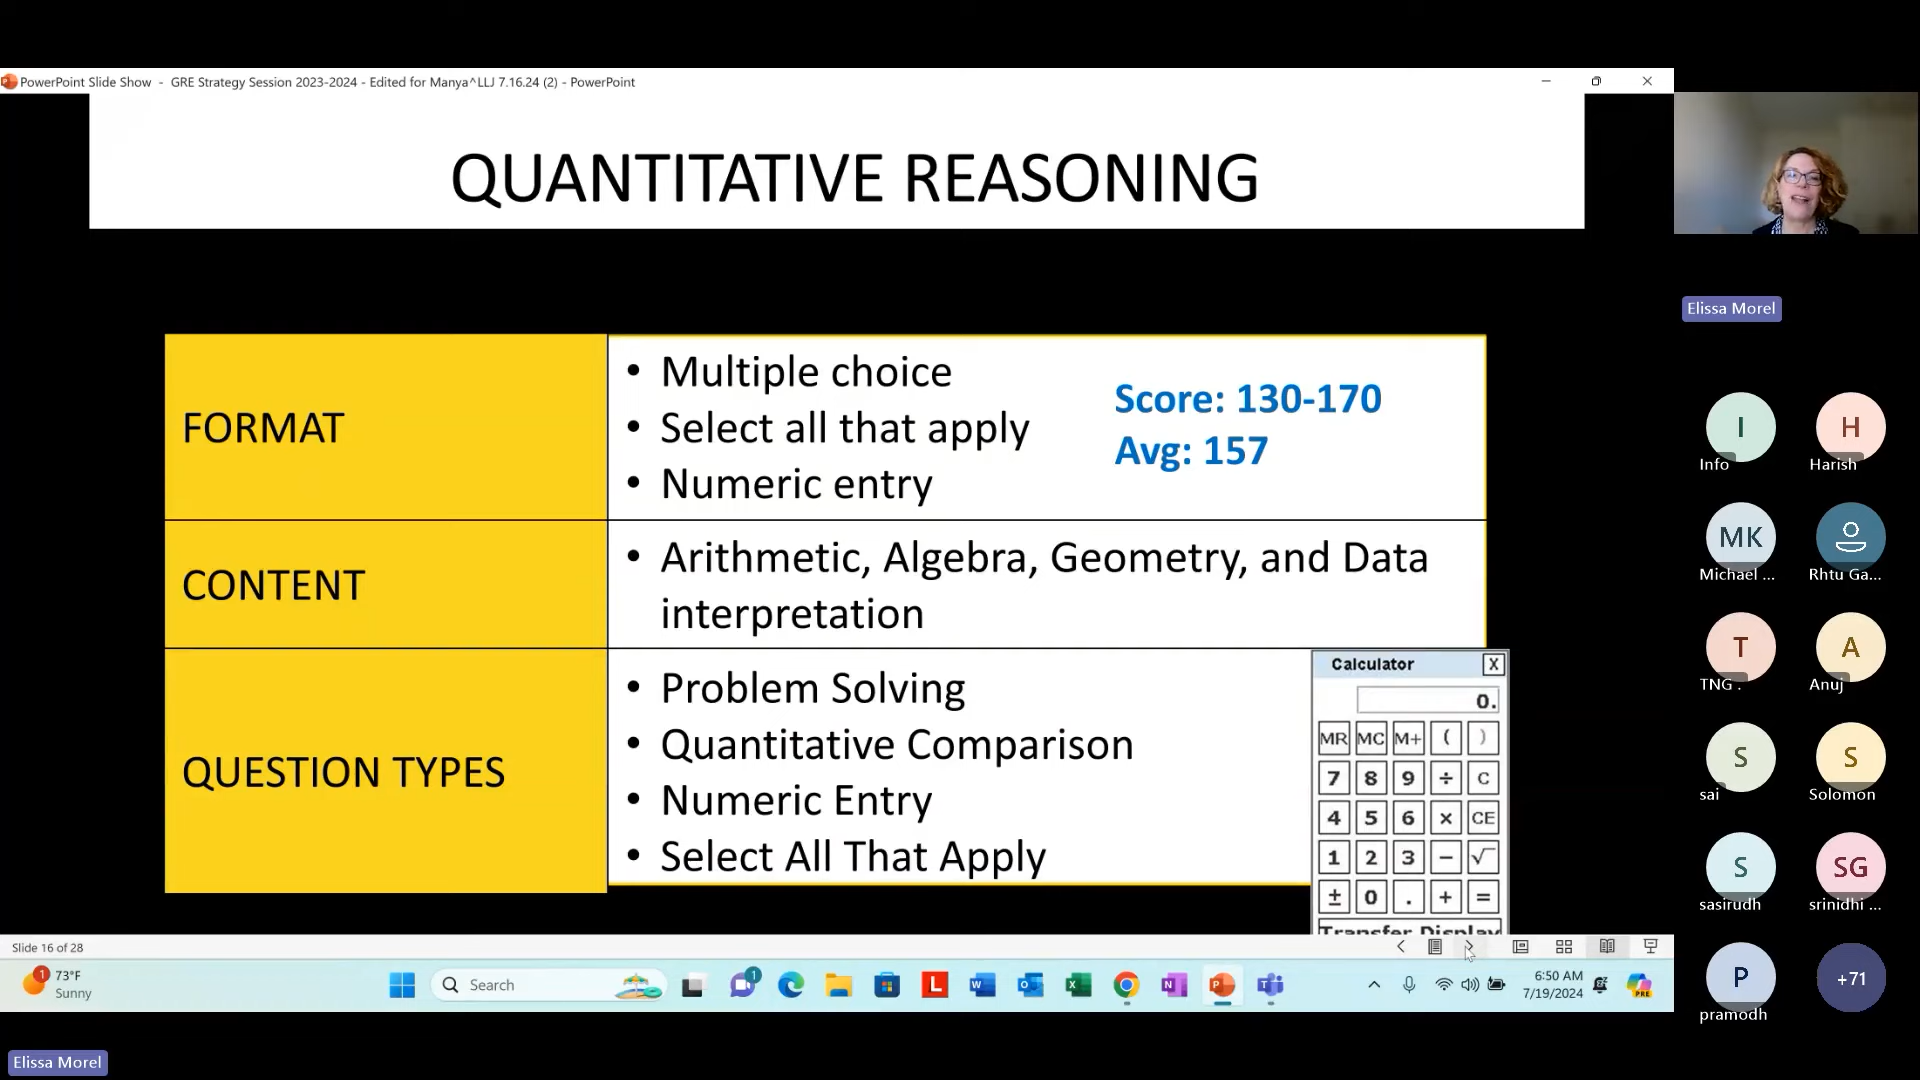 PowerPoint Slide Show - GRE Strategy Session 2023-2024 - Edited for Manya^LLJ 7.16.24 (2) - PowerPoint
QUANTITATIVE REASONING
FORMAT
• Multiple choice
• Select all that apply
• Numeric entry
Score: 130-170
Avg: 157
CONTENT
• Arithmetic, Algebra, Geometry, and Data
interpretation
QUESTION TYPES
• Problem Solving
• Quantitative Comparison
• Numeric Entry
• Select All That Apply
Calculator X
0.
MR MC M+ ( )
7 8 9 ÷ C
4 5 6 × CE
1 2 3 − √
± 0 . + =
Transfer Display
Slide 16 of 28
1
73°F
Sunny
Search
1
L
6:50 AM
7/19/2024
PRE
Elissa Morel
Elissa Morel
I
Info
H
Harish
MK
Michael ...
Rhtu Ga...
T
TNG .
A
Anuj
S
sai
S
Solomon
S
sasirudh
SG
srinidhi ...
P
pramodh
+71